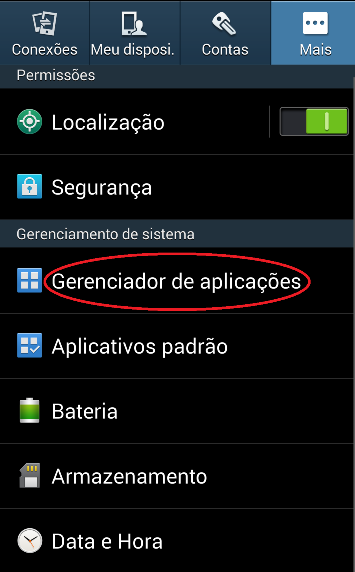 Conexões
Meu disposi.
Contas
Mais
Permissões
Localização
Segurança
Gerenciamento de sistema
Gerenciador de aplicações
Aplicativos padrão
Bateria
Armazenamento
Data e Hora